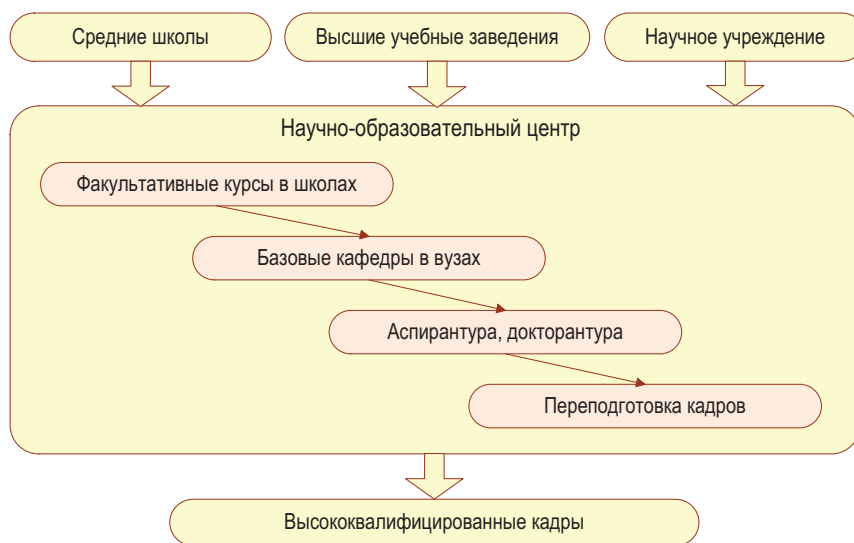 Средние школы
Высшие учебные заведения
Научное учреждение
Научно-образовательный центр
Факультативные курсы в школах
Базовые кафедры в вузах
Аспирантура, докторантура
Переподготовка кадров
Высококвалифицированные кадры